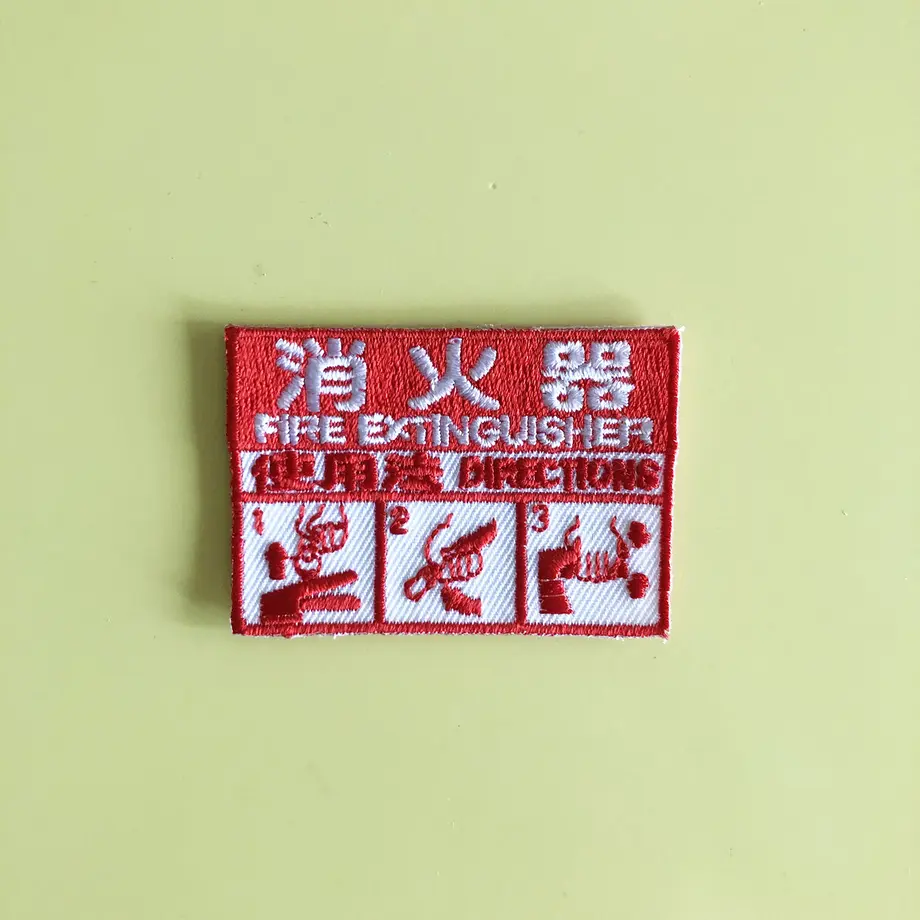 消火器
FIRE EXTINGUISHER
使用法 DIRECTIONS
1 2 3